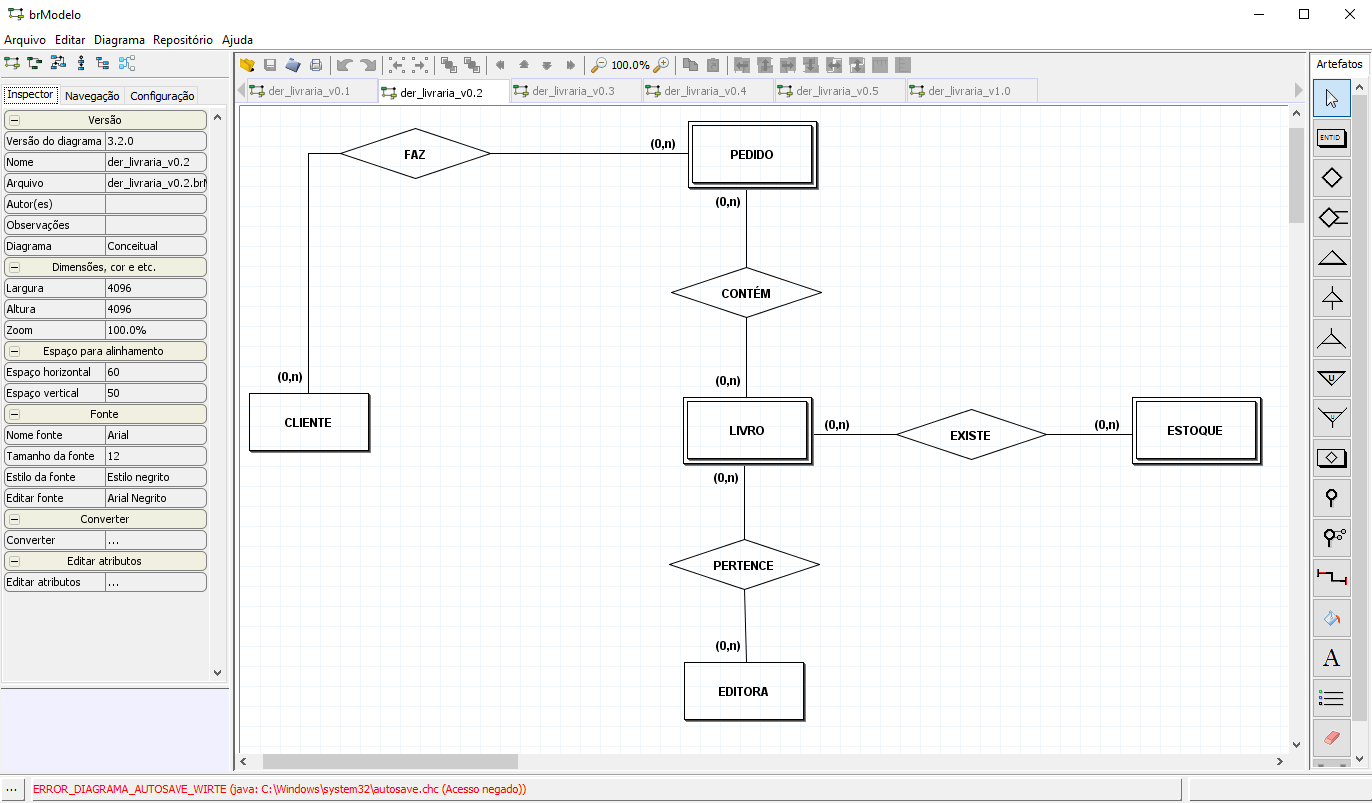 brModelo
Arquivo Editar Diagrama Repositório Ajuda
100.0%
Artefatos
Inspector Navegação Configuração
der_livraria_v0.1 der_livraria_v0.2 der_livraria_v0.3 der_livraria_v0.4 der_livraria_v0.5 der_livraria_v1.0
Versão
Versão do diagrama 3.2.0
Nome der_livraria_v0.2
Arquivo der_livraria_v0.2.brM
Autor(es)
Observações
Diagrama Conceitual
Dimensões, cor e etc.
Largura 4096
Altura 4096
Zoom 100.0%
Espaço para alinhamento
Espaço horizontal 60
Espaço vertical 50
Fonte
Nome fonte Arial
Tamanho da fonte 12
Estilo da fonte Estilo negrito
Editar fonte Arial Negrito
Converter
Converter ...
Editar atributos
Editar atributos ...
FAZ
(0,n)
PEDIDO
(0,n)
CONTÉM
(0,n)
(0,n)
CLIENTE
LIVRO
(0,n)
EXISTE
(0,n)
ESTOQUE
(0,n)
PERTENCE
(0,n)
EDITORA
ENTID
U
U
A
... ERROR_DIAGRAMA_AUTOSAVE_WIRTE (java: C:\Windows\system32\autosave.chc (Acesso negado))